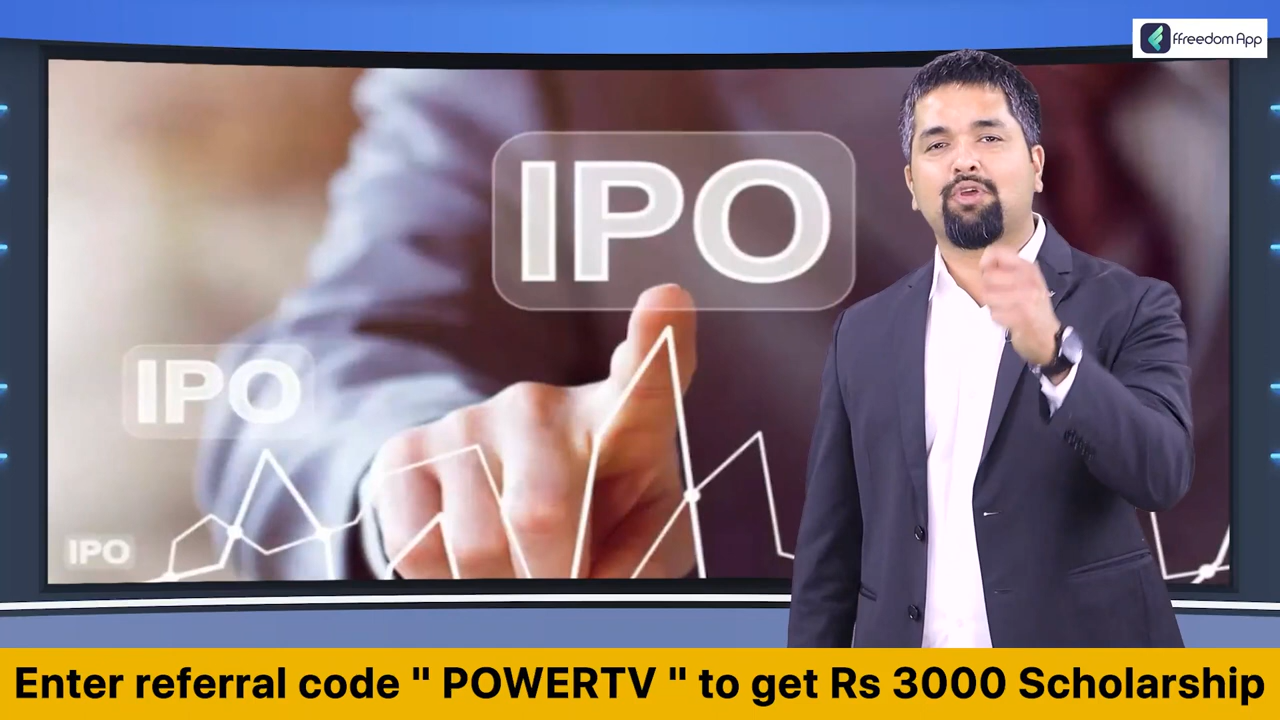 ffreedom App
IPO
IPO
IPO
Enter referral code " POWERTV " to get Rs 3000 Scholarship